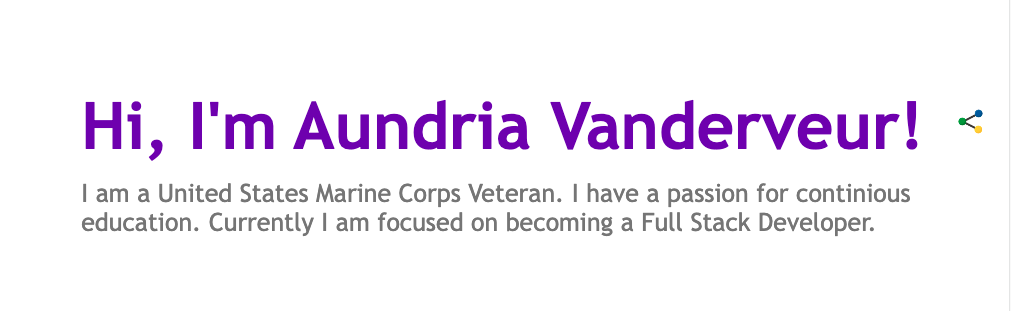 Hi, I'm Aundria Vanderveur!
I am a United States Marine Corps Veteran. I have a passion for continious
education. Currently I am focused on becoming a Full Stack Developer.